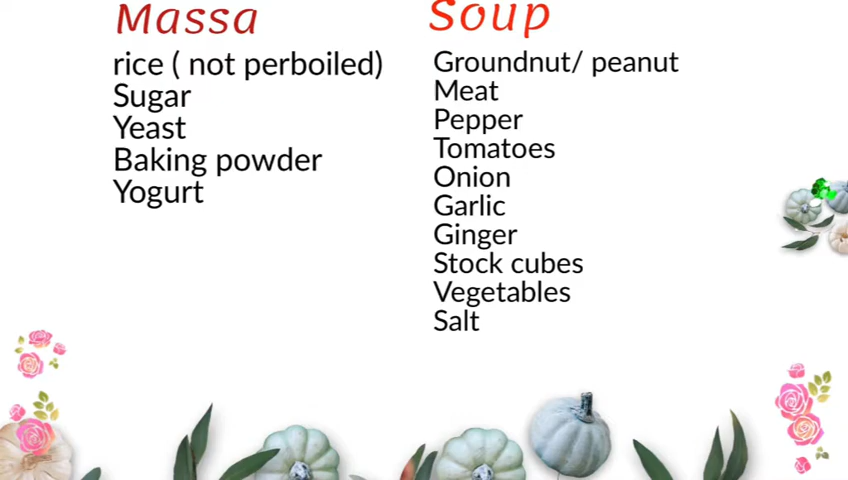 Massa
rice ( not perboiled)
Sugar
Yeast
Baking powder
Yogurt
Soup
Groundnut/ peanut
Meat
Pepper
Tomatoes
Onion
Garlic
Ginger
Stock cubes
Vegetables
Salt